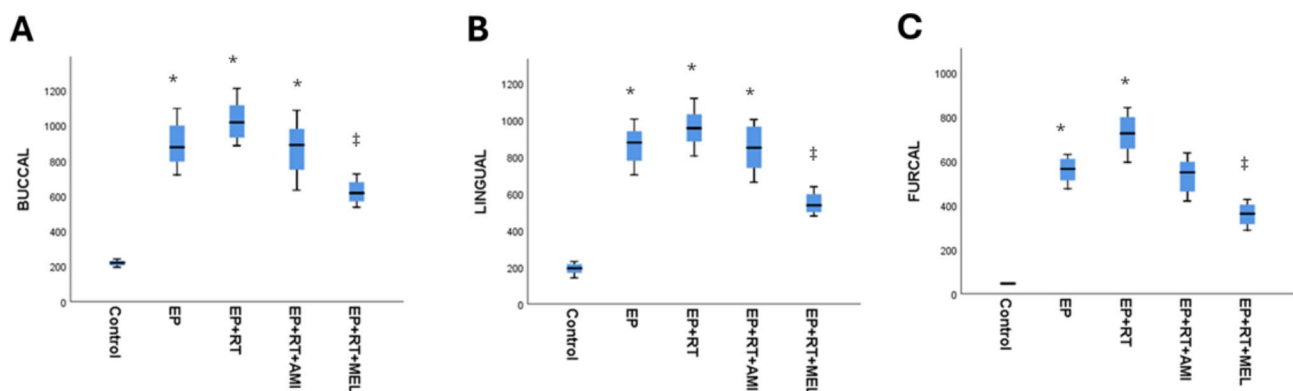 A
BUCCAL
1200
1000
800
600
400
200
0
*
*
*
‡
Control
EP
EP+RT
EP+RT+AMI
EP+RT+MEL
B
LINGUAL
1200
1000
800
600
400
200
0
*
*
*
‡
Control
EP
EP+RT
EP+RT+AMI
EP+RT+MEL
C
FURCAL
1000
800
600
400
200
0
*
*
‡
Control
EP
EP+RT
EP+RT+AMI
EP+RT+MEL